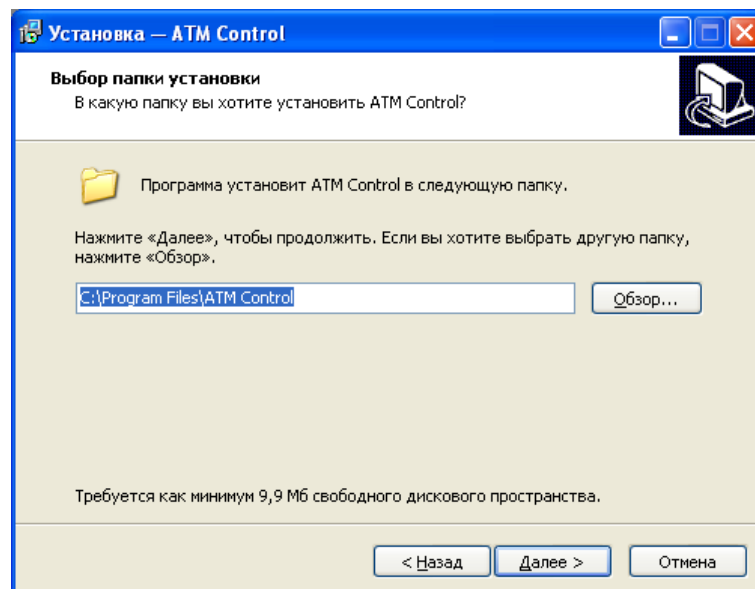 Установка — ATM Control
Выбор папки установки
В какую папку вы хотите установить ATM Control?
Программа установит ATM Control в следующую папку.
Нажмите «Далее», чтобы продолжить. Если вы хотите выбрать другую папку,
нажмите «Обзор».
C:\Program Files\ATM Control
Обзор...
Требуется как минимум 9,9 Мб свободного дискового пространства.
< Назад
Далее >
Отмена